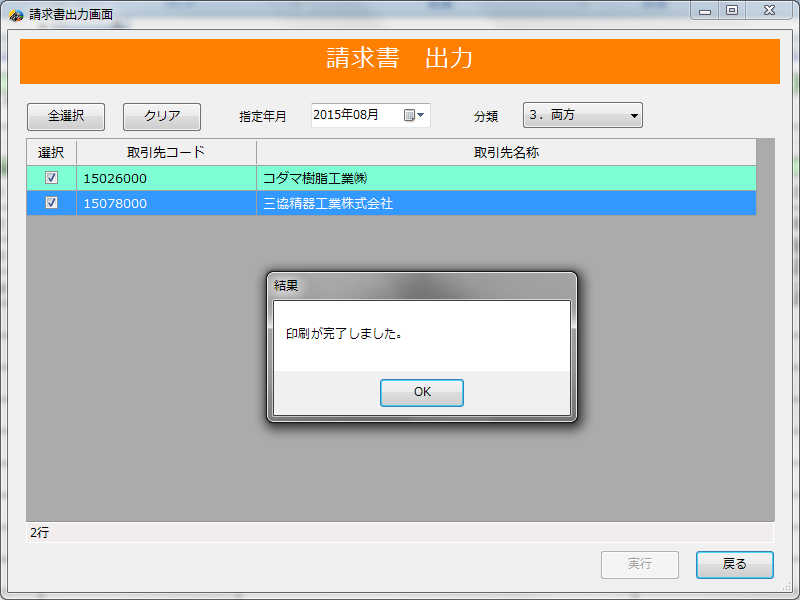 請求書出力画面
請求書　出力
全選択 クリア 指定年月 2015年08月 分類 3．両方
選択 取引先コード 取引先名称
15026000 コダマ樹脂工業㈱
15078000 三協精器工業株式会社
結果
印刷が完了しました。
OK
2行
実行 戻る